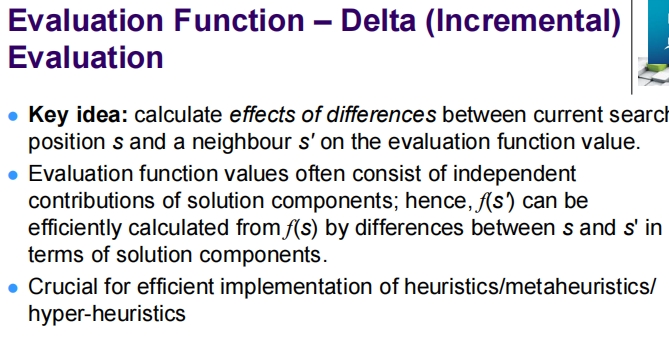 Evaluation Function – Delta (Incremental)
Evaluation
• Key idea: calculate effects of differences between current search
position s and a neighbour s' on the evaluation function value.
• Evaluation function values often consist of independent
contributions of solution components; hence, f(s') can be
efficiently calculated from f(s) by differences between s and s' in
terms of solution components.
• Crucial for efficient implementation of heuristics/metaheuristics/
hyper-heuristics